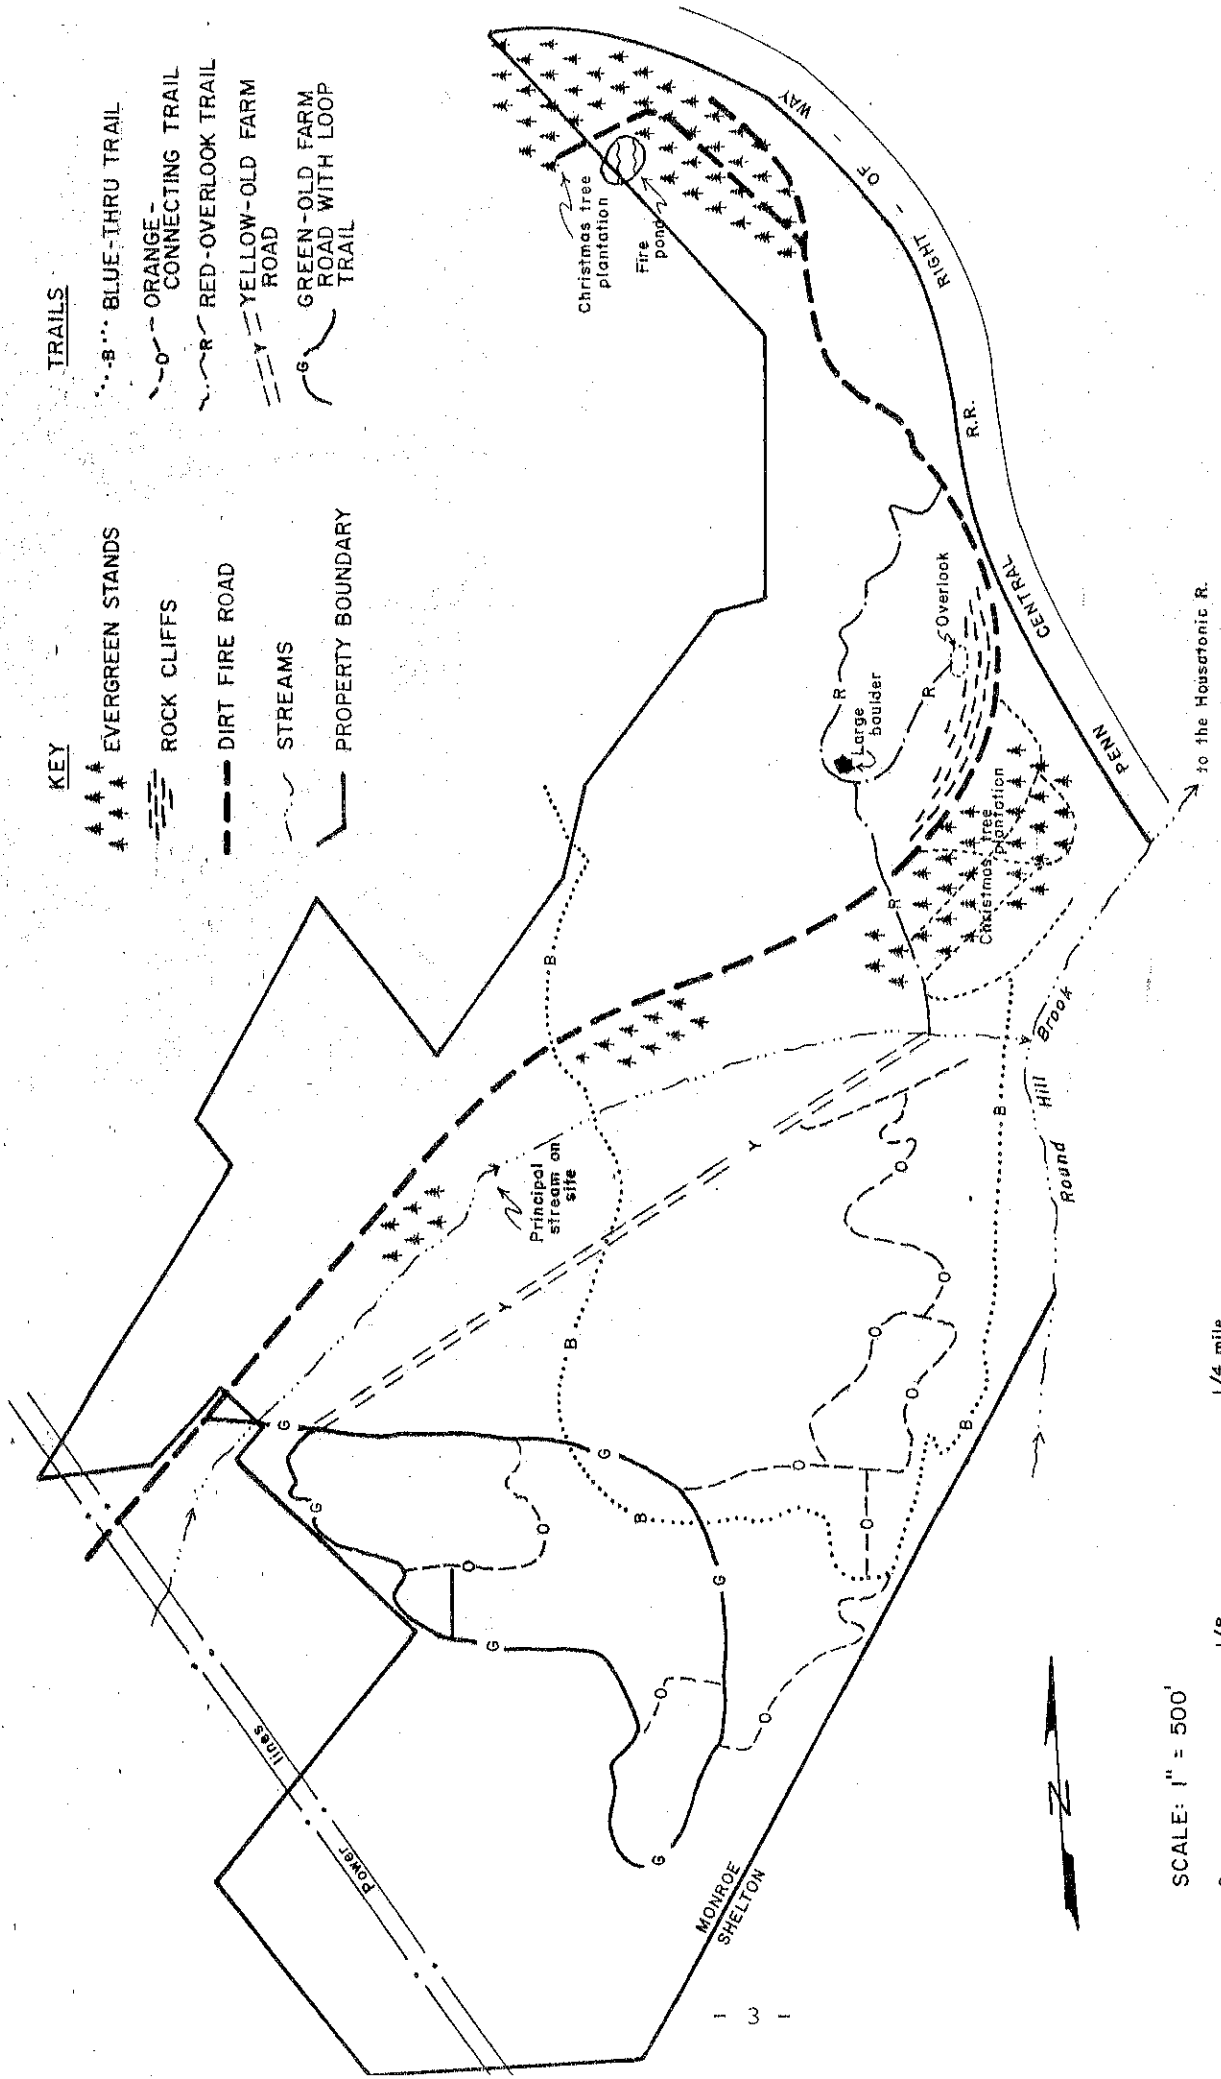 KEY
EVERGREEN STANDS
ROCK CLIFFS
DIRT FIRE ROAD
STREAMS
PROPERTY BOUNDARY
TRAILS
B BLUE-THRU TRAIL
O ORANGE-
CONNECTING TRAIL
R RED-OVERLOOK TRAIL
Y YELLOW-OLD FARM
ROAD
G GREEN-OLD FARM
ROAD WITH LOOP
TRAIL
Christmas tree
plantation
Fire
pond
RIGHT - OF - WAY
R.R.
CENTRAL
PENN
Overlook
Large
boulder
R
R
R
Christmas tree
plantation
to the Housatonic R.
Round Hill Brook
Principal
stream on
site
B
B
B
B
B
Y
Y
G
G
G
G
G
G
O
O
O
O
O
O
O
O
O
O
O
Power lines
MONROE
SHELTON
N
SCALE: 1" = 500'
1/8
1/4 mile
- 3 -